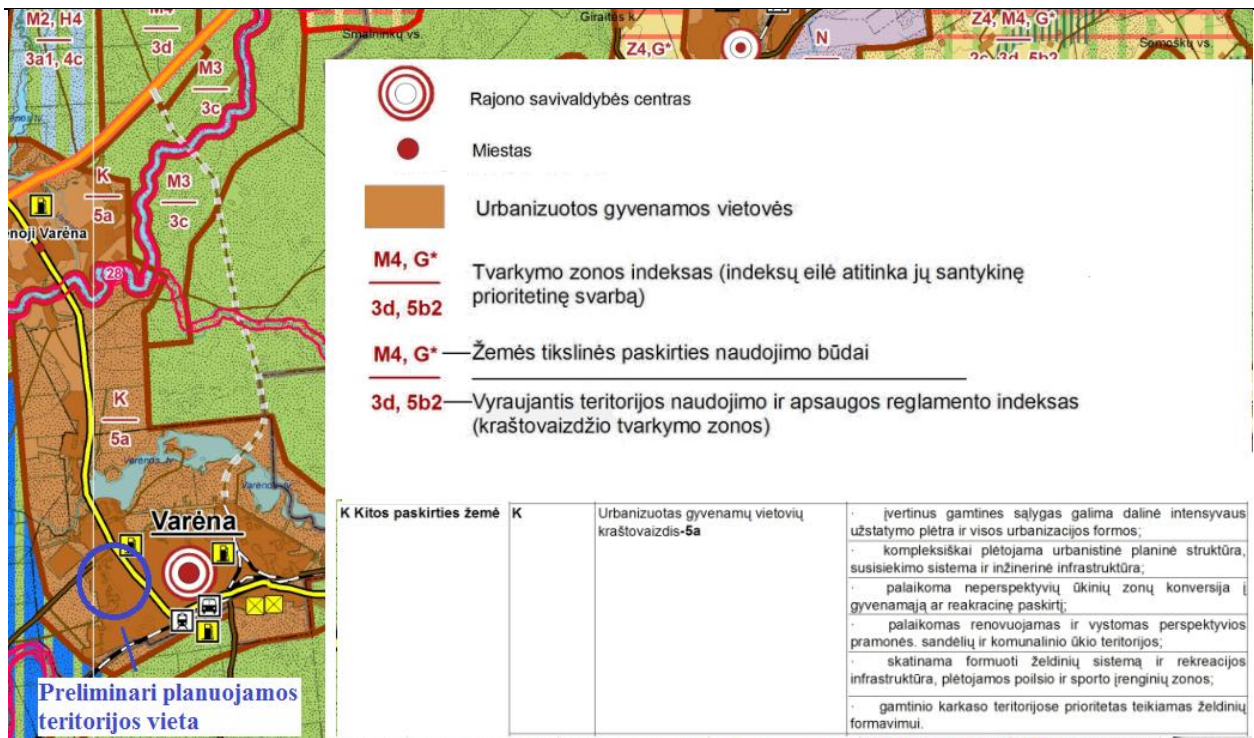 M2, H4
3a1, 4c
3d
M3
3c
M3
3c
Smalninkų vs.
Giraitės k.
Z4,G*
N
Z4, M4, G*
2c, 3d, 5b2
K
5a
enoji Varėna
28
K
5a
Varėnos tv.
Varėna
Preliminari planuojamos
teritorijos vieta
Rajono savivaldybės centras
Miestas
Urbanizuotos gyvenamos vietovės
M4, G*
3d, 5b2
Tvarkymo zonos indeksas (indeksų eilė atitinka jų santykinę
prioritetinę svarbą)
M4, G*
Žemės tikslinės paskirties naudojimo būdai
3d, 5b2
Vyraujantis teritorijos naudojimo ir apsaugos reglamento indeksas
(kraštovaizdžio tvarkymo zonos)
K Kitos paskirties žemė
K
Urbanizuotas gyvenamų vietovių
kraštovaizdis-5a
· įvertinus gamtines sąlygas galima dalinė intensyvaus
užstatymo plėtra ir visos urbanizacijos formos;
· kompleksiškai plėtojama urbanistinė planinė struktūra,
susisiekimo sistema ir inžinerinė infrastruktūra;
· palaikoma neperspektyvių ūkinių zonų konversija į
gyvenamąją ar reakracinę paskirtį;
· palaikomas renovuojamas ir vystomas perspektyvios
pramonės. sandėlių ir komunalinio ūkio teritorijos;
· skatinama formuoti želdinių sistemą ir rekreacijos
infrastruktūra, plėtojamos poilsio ir sporto įrenginių zonos;
· gamtinio karkaso teritorijose prioritetas teikiamas želdinių
formavimui.